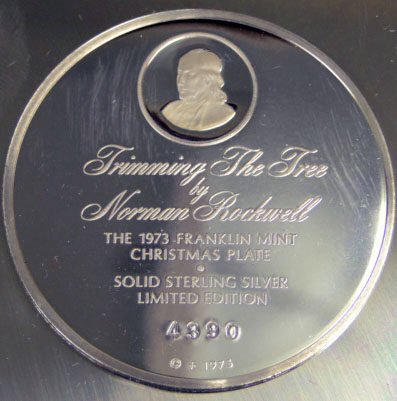 Trimming The Tree
by
Norman Rockwell
THE 1973 FRANKLIN MINT
CHRISTMAS PLATE
•
SOLID STERLING SILVER
LIMITED EDITION
4390
© 1973